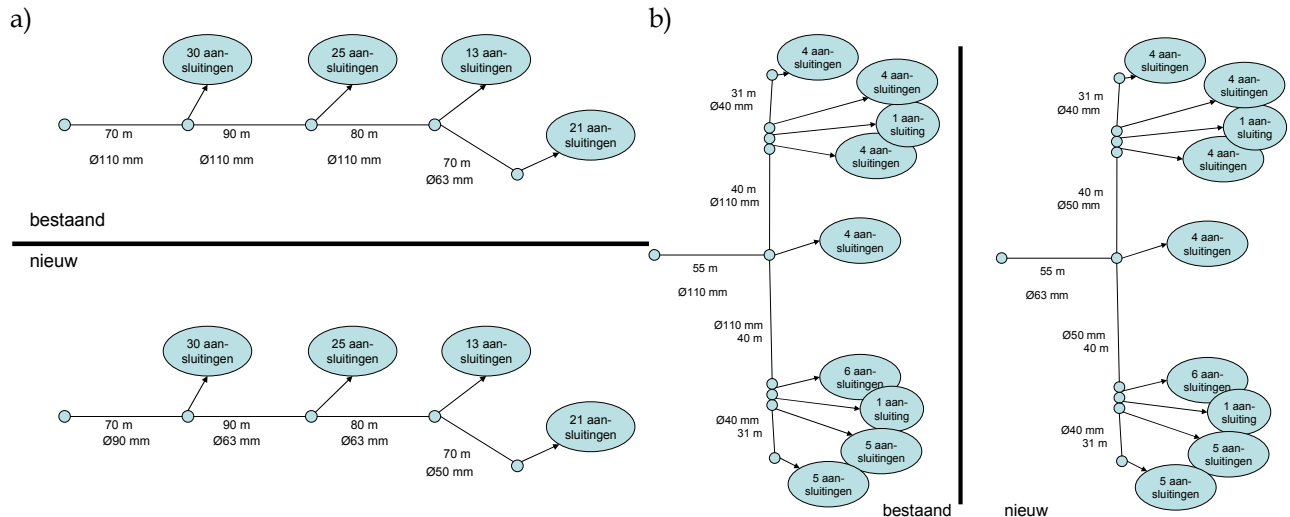 a)
30 aan-
sluitingen
25 aan-
sluitingen
13 aan-
sluitingen
21 aan-
sluitingen
70 m
Ø110 mm
90 m
Ø110 mm
80 m
Ø110 mm
70 m
Ø63 mm
bestaand
nieuw
30 aan-
sluitingen
25 aan-
sluitingen
13 aan-
sluitingen
21 aan-
sluitingen
70 m
Ø90 mm
90 m
Ø63 mm
80 m
Ø63 mm
70 m
Ø50 mm
b)
4 aan-
sluitingen
31 m
Ø40 mm
4 aan-
sluitingen
1 aan-
sluiting
4 aan-
sluitingen
40 m
Ø110 mm
4 aan-
sluitingen
55 m
Ø110 mm
Ø110 mm
40 m
6 aan-
sluitingen
1 aan-
sluiting
Ø40 mm
31 m
5 aan-
sluitingen
5 aan-
sluitingen
bestaand
4 aan-
sluitingen
31 m
Ø40 mm
4 aan-
sluitingen
1 aan-
sluiting
4 aan-
sluitingen
40 m
Ø50 mm
4 aan-
sluitingen
55 m
Ø63 mm
Ø50 mm
40 m
6 aan-
sluitingen
1 aan-
sluiting
Ø40 mm
31 m
5 aan-
sluitingen
5 aan-
sluitingen
nieuw